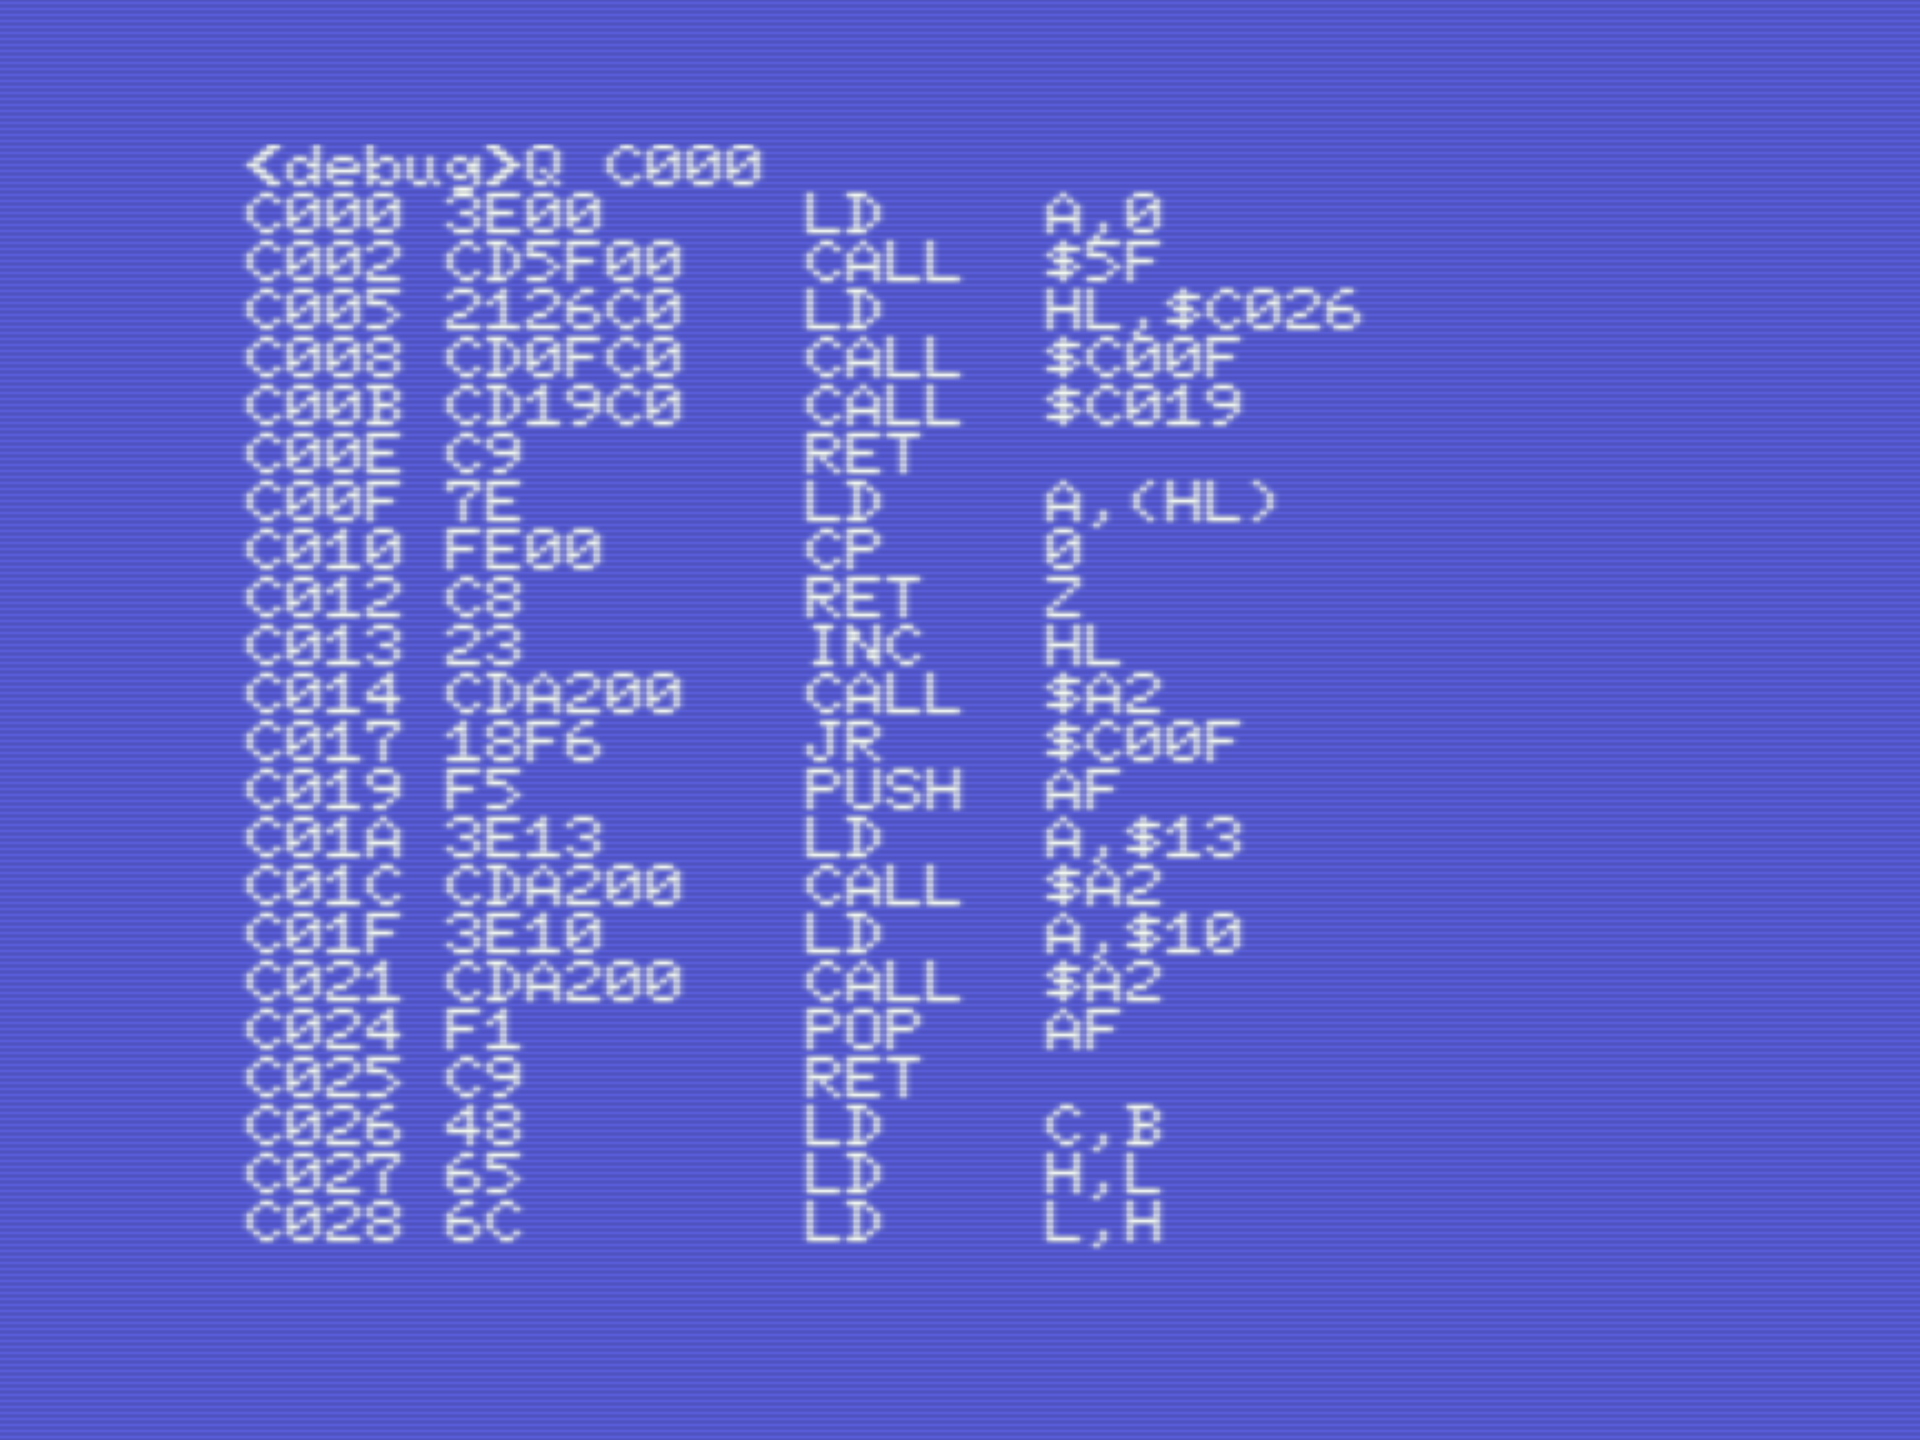 <debug>Q C000
C000 3E00 LD A,0
C002 CD5F00 CALL $5F
C005 2126C0 LD HL,$C026
C008 CD0FC0 CALL $C00F
C00B CD19C0 CALL $C019
C00E C9 RET
C00F 7E LD A,(HL)
C010 FE00 CP 0
C012 C8 RET Z
C013 23 INC HL
C014 CDA200 CALL $A2
C017 18F6 JR $C00F
C019 F5 PUSH AF
C01A 3E13 LD A,$13
C01C CDA200 CALL $A2
C01F 3E10 LD A,$10
C021 CDA200 CALL $A2
C024 F1 POP AF
C025 C9 RET
C026 48 LD C,B
C027 65 LD H,L
C028 6C LD L,H